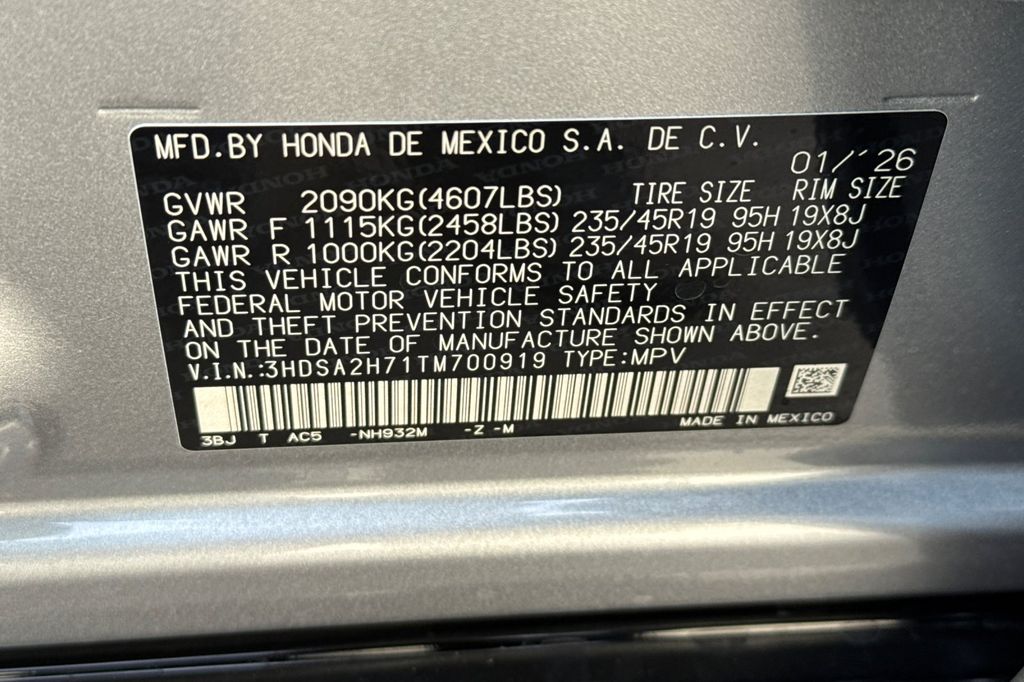 MFD.BY HONDA DE MEXICO S.A. DE C.V.
01/'26
GVWR 2090KG(4607LBS) TIRE SIZE RIM SIZE
GAWR F 1115KG(2458LBS) 235/45R19 95H 19X8J
GAWR R 1000KG(2204LBS) 235/45R19 95H 19X8J
THIS VEHICLE CONFORMS TO ALL APPLICABLE
FEDERAL MOTOR VEHICLE SAFETY
AND THEFT PREVENTION STANDARDS IN EFFECT
ON THE DATE OF MANUFACTURE SHOWN ABOVE.
V.I.N.:3HDSA2H71TM700919 TYPE:MPV
3BJ T AC5 -NH932M -Z -M MADE IN MEXICO